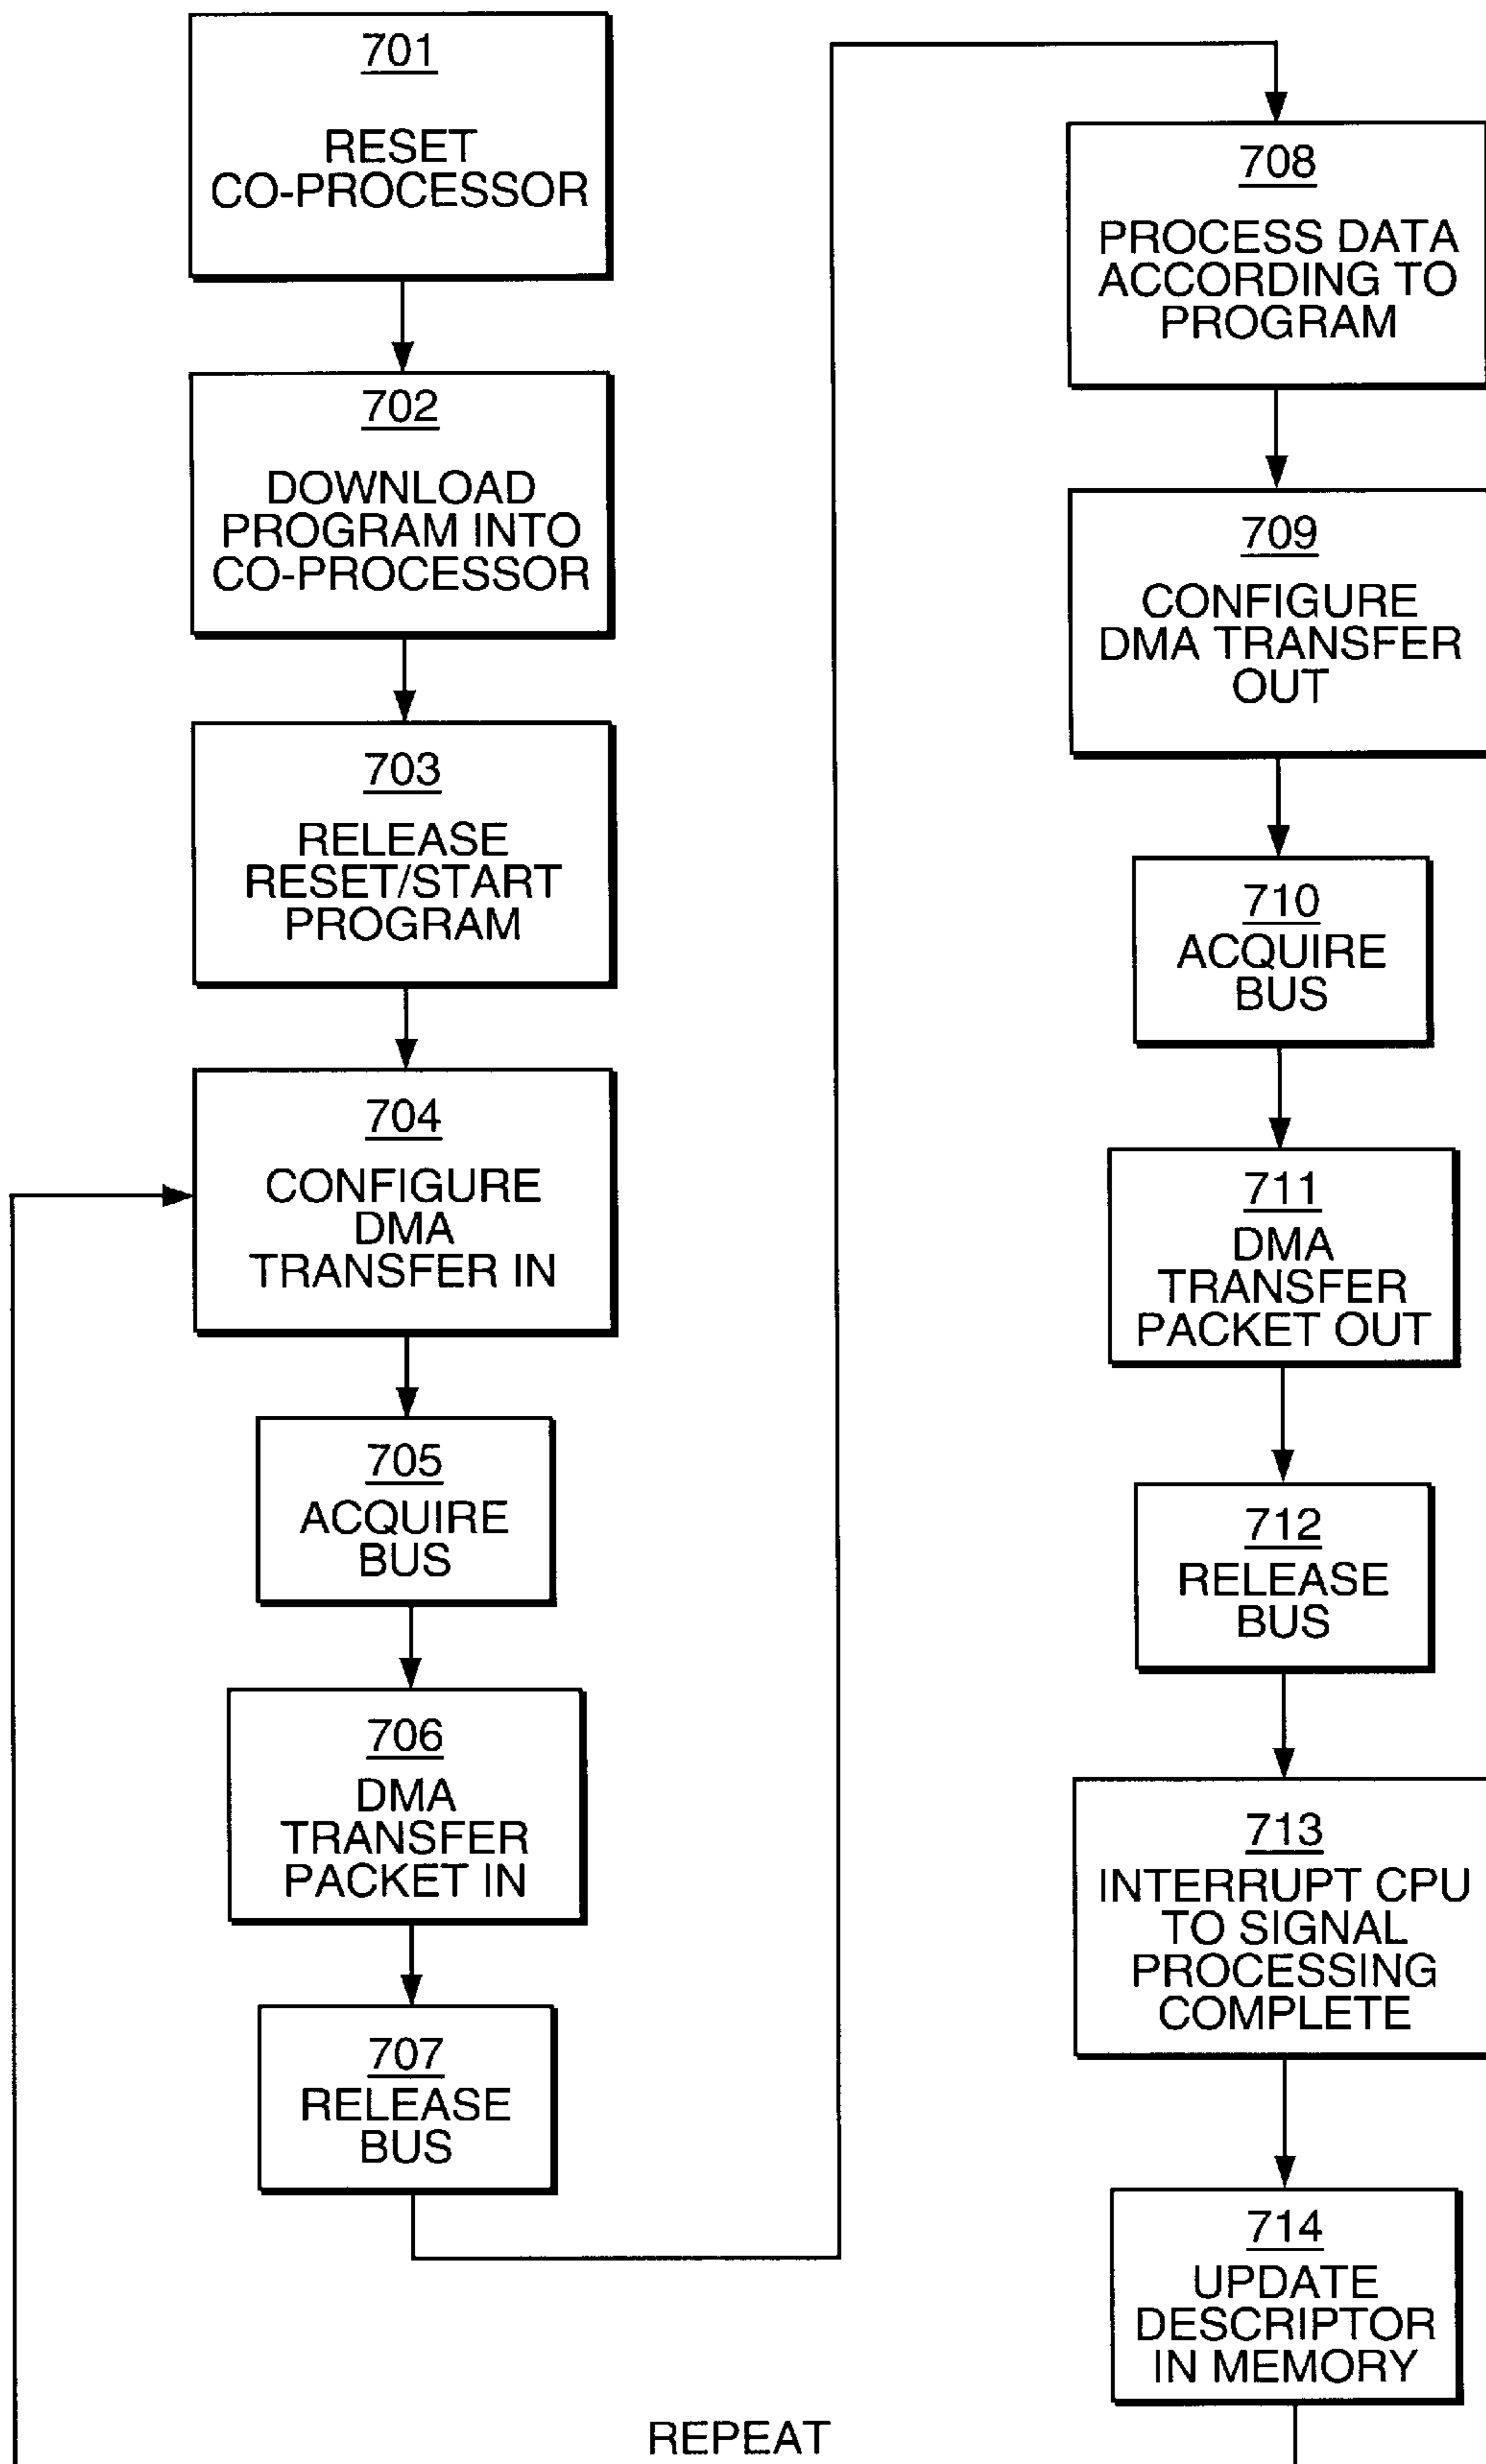 701
RESET
CO-PROCESSOR
702
DOWNLOAD
PROGRAM INTO
CO-PROCESSOR
703
RELEASE
RESET/START
PROGRAM
704
CONFIGURE
DMA
TRANSFER IN
705
ACQUIRE
BUS
706
DMA
TRANSFER
PACKET IN
707
RELEASE
BUS
708
PROCESS DATA
ACCORDING TO
PROGRAM
709
CONFIGURE
DMA TRANSFER
OUT
710
ACQUIRE
BUS
711
DMA
TRANSFER
PACKET OUT
712
RELEASE
BUS
713
INTERRUPT CPU
TO SIGNAL
PROCESSING
COMPLETE
714
UPDATE
DESCRIPTOR
IN MEMORY
REPEAT